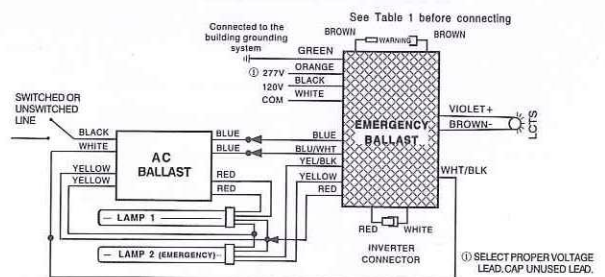 See Table 1 before connecting
Connected to the
building grounding
system
BROWN
WARNING
BROWN
GREEN
① 277V
ORANGE
120V
BLACK
COM
WHITE
SWITCHED OR
UNSWITCHED
LINE
BLACK
WHITE
YELLOW
YELLOW
AC
BALLAST
BLUE
BLUE
RED
RED
BLUE
BLU/WHT
YEL/BLK
YELLOW
RED
EMERGENCY
BALLAST
VIOLET+
BROWN-
LCTS
WHT/BLK
LAMP 1
LAMP 2 (EMERGENCY)
RED
WHITE
INVERTER
CONNECTOR
① SELECT PROPER VOLTAGE
LEAD, CAP UNUSED LEAD.